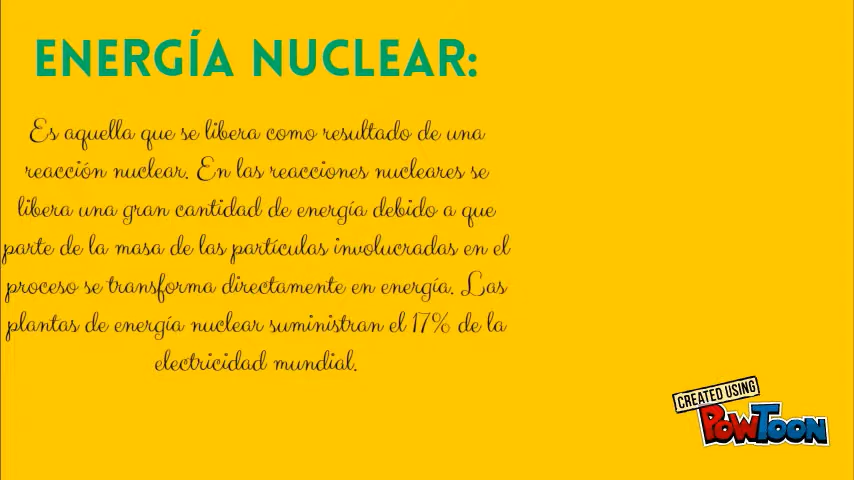 ENERGÍA NUCLEAR:
Es aquella que se libera como resultado de una
reacción nuclear. En las reacciones nucleares se
libera una gran cantidad de energía debido a que
parte de la masa de las partículas involucradas en el
proceso se transforma directamente en energía. Las
plantas de energía nuclear suministran el 17% de la
electricidad mundial.
CREATED USING
POWTOON